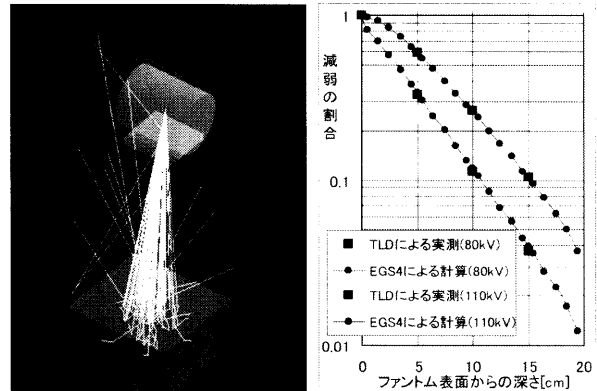 1
0.1
0.01
減弱の割合
■ TLDによる実測(80kV)
● EGS4による計算(80kV)
■ TLDによる実測(110kV)
● EGS4による計算(110kV)
0 5 10 15 20
ファントム表面からの深さ[cm]